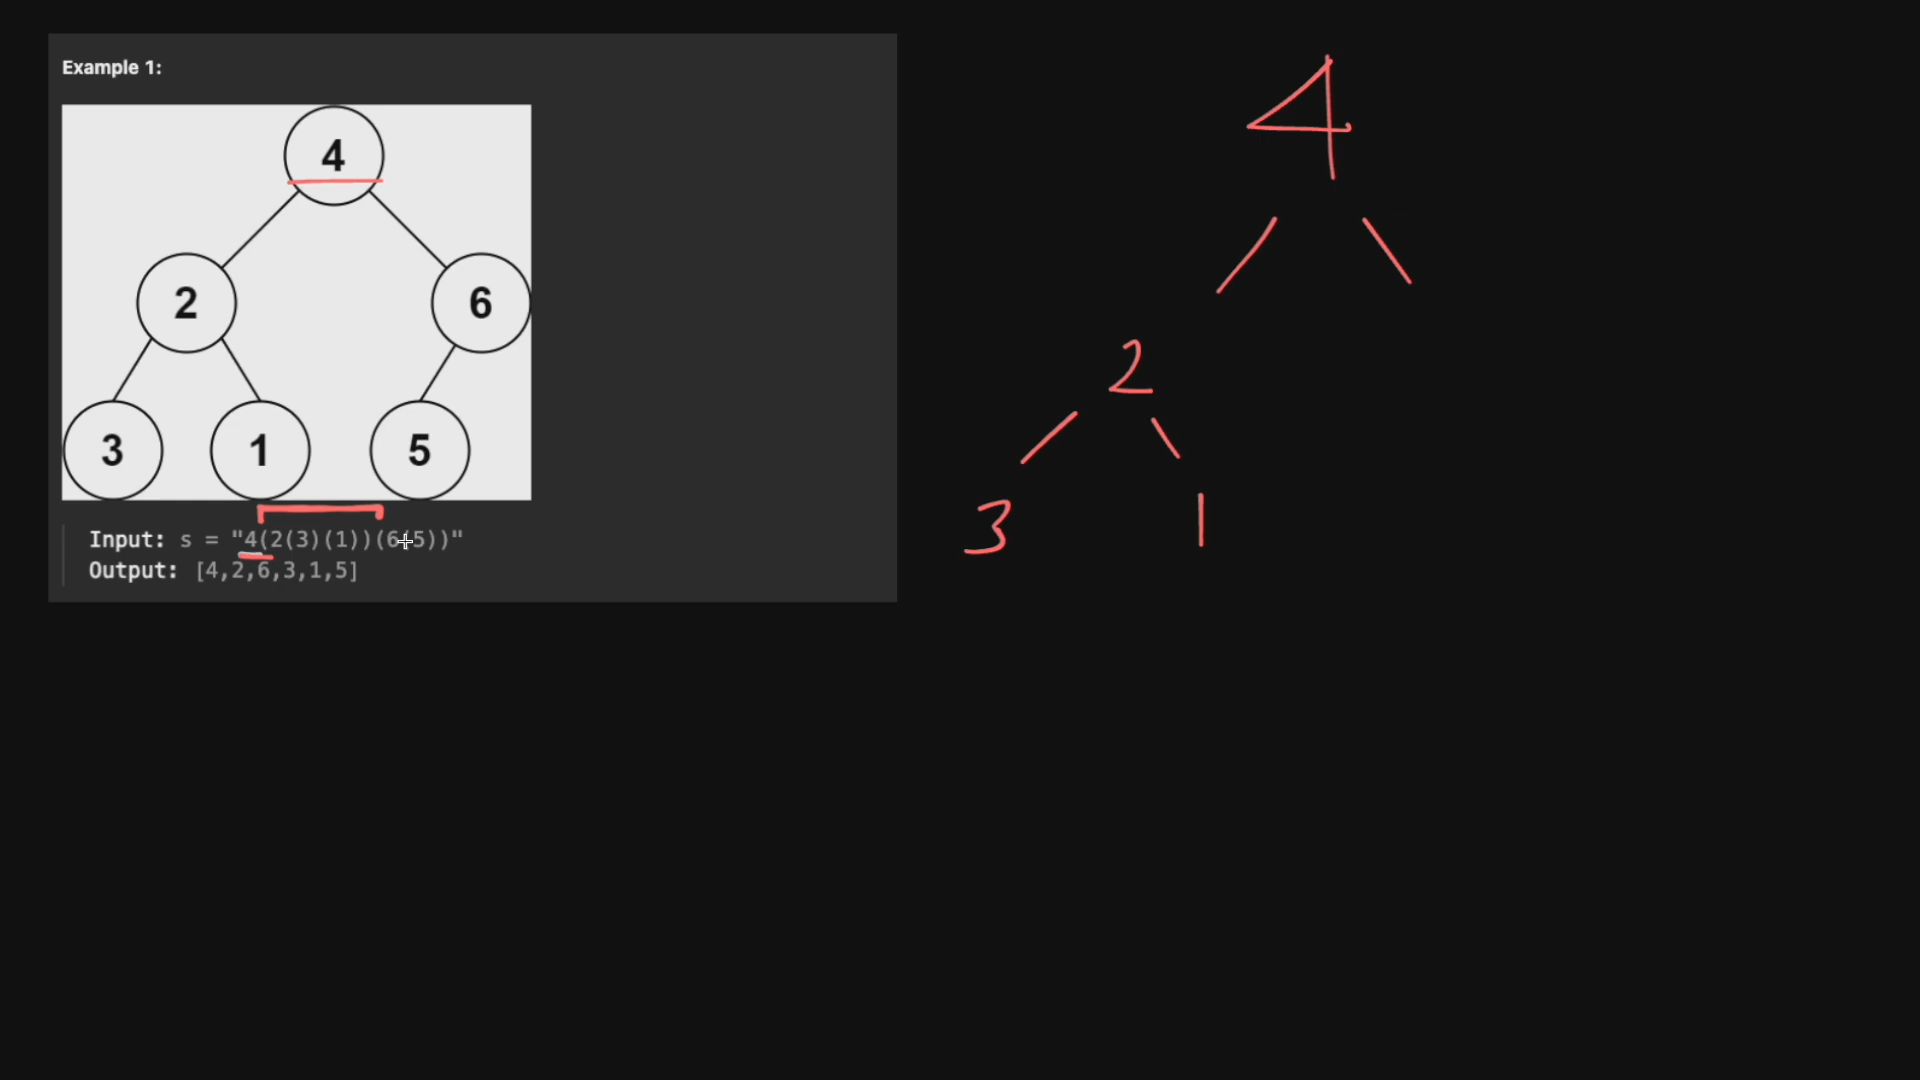 Example 1:
4
2 6
3 1 5
Input: s = "4(2(3)(1))(6(5))"
Output: [4,2,6,3,1,5]
4
2
3 1